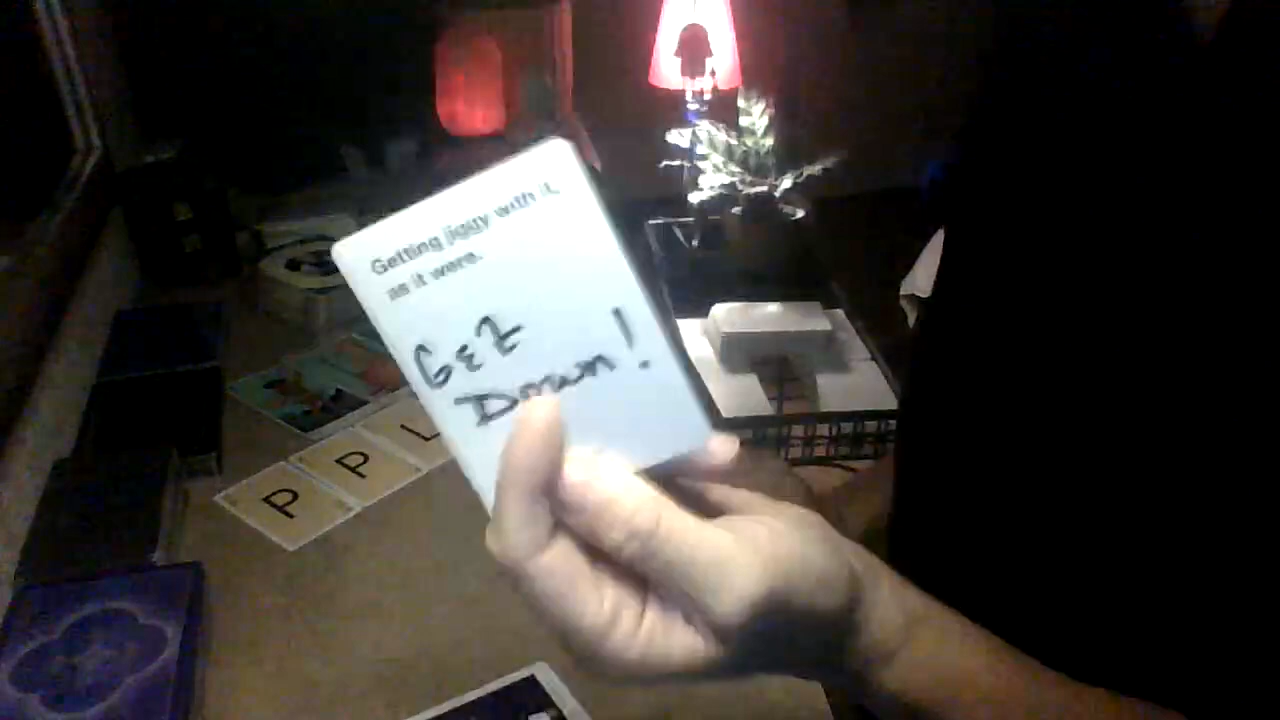 Getting jiggy with it,
as it were.
Get
Down!
P P L